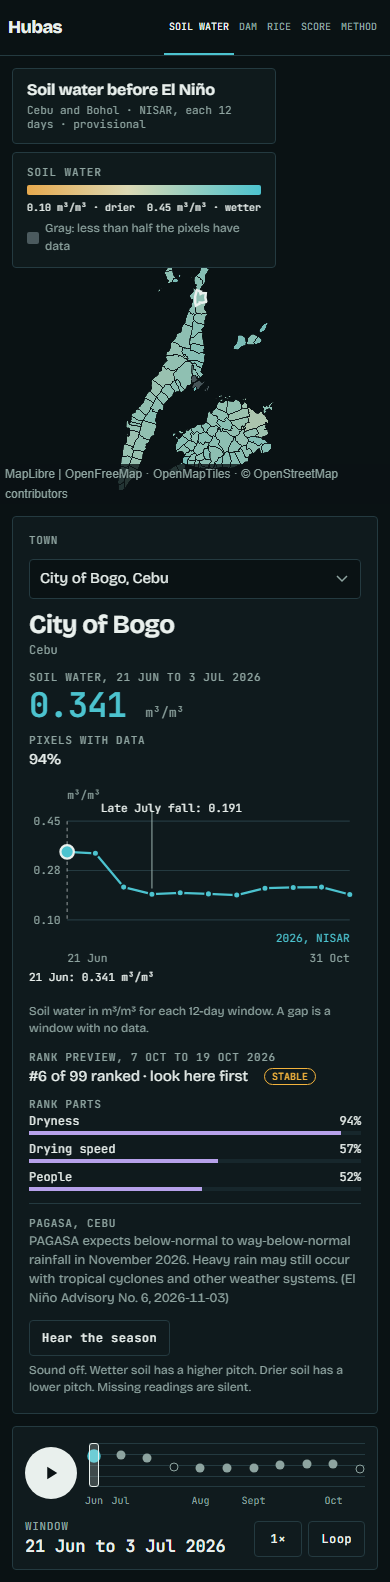 Hubas
SOIL WATER DAM RICE SCORE METHOD
Soil water before El Niño
Cebu and Bohol · NISAR, each 12
days · provisional
SOIL WATER
0.10 m³/m³ · drier 0.45 m³/m³ · wetter
Gray: less than half the pixels have
data
MapLibre | OpenFreeMap · OpenMapTiles · © OpenStreetMap
contributors
TOWN
City of Bogo, Cebu
City of Bogo
Cebu
SOIL WATER, 21 JUN TO 3 JUL 2026
0.341 m³/m³
PIXELS WITH DATA
94%
m³/m³
Late July fall: 0.191
0.45
0.28
0.10
2026, NISAR
21 Jun 31 Oct
21 Jun: 0.341 m³/m³
Soil water in m³/m³ for each 12-day window. A gap is a
window with no data.
RANK PREVIEW, 7 OCT TO 19 OCT 2026
#6 of 99 ranked · look here first STABLE
RANK PARTS
Dryness 94%
Drying speed 57%
People 52%
PAGASA, CEBU
PAGASA expects below-normal to way-below-normal
rainfall in November 2026. Heavy rain may still occur
with tropical cyclones and other weather systems. (El
Niño Advisory No. 6, 2026-11-03)
Hear the season
Sound off. Wetter soil has a higher pitch. Drier soil has a
lower pitch. Missing readings are silent.
Jun Jul Aug Sept Oct
WINDOW
21 Jun to 3 Jul 2026
1× Loop